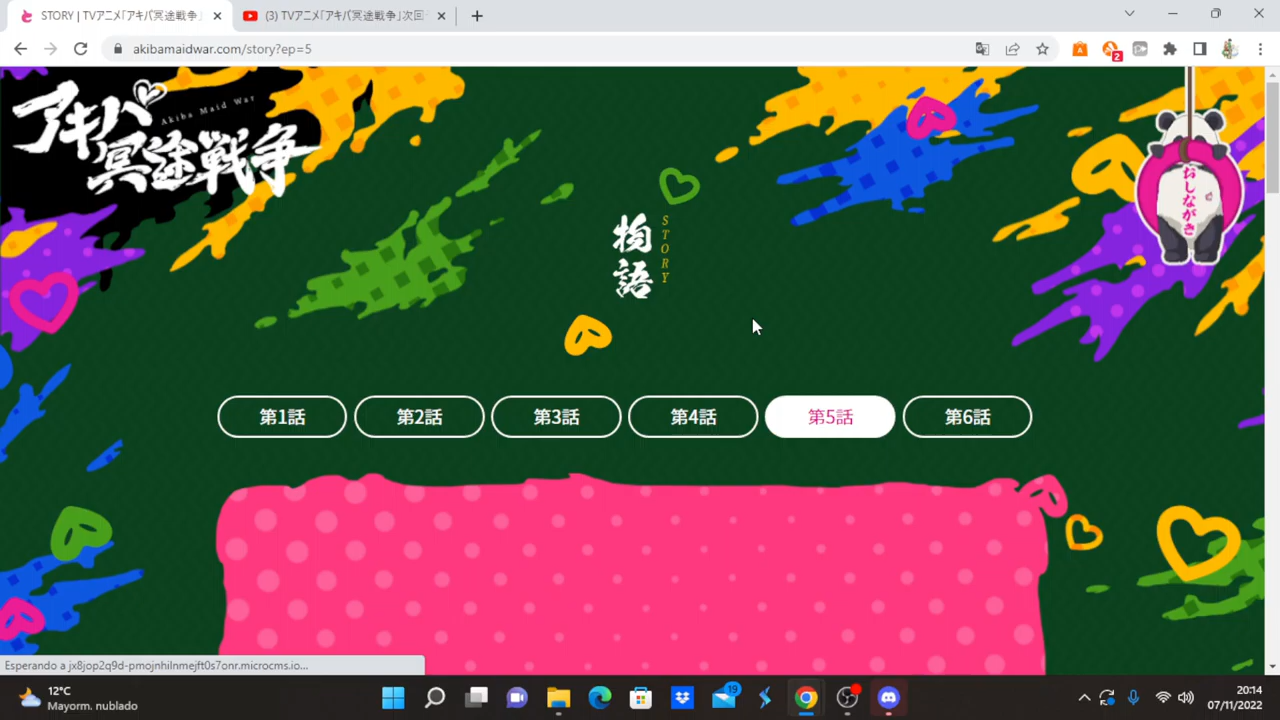 STORY | TVアニメ「アキバ冥途戦争」
(3) TVアニメ「アキバ冥途戦争」次回
akibamaidwar.com/story?ep=5
2
アキバ
Akiba Maid War
冥途戦争
おしながき
物語
STORY
第1話
第2話
第3話
第4話
第5話
第6話
Esperando a jx8jop2q9d-pmojnhilnmejft0s7onr.microcms.io...
12°C
Mayorm. nublado
19
20:14
07/11/2022